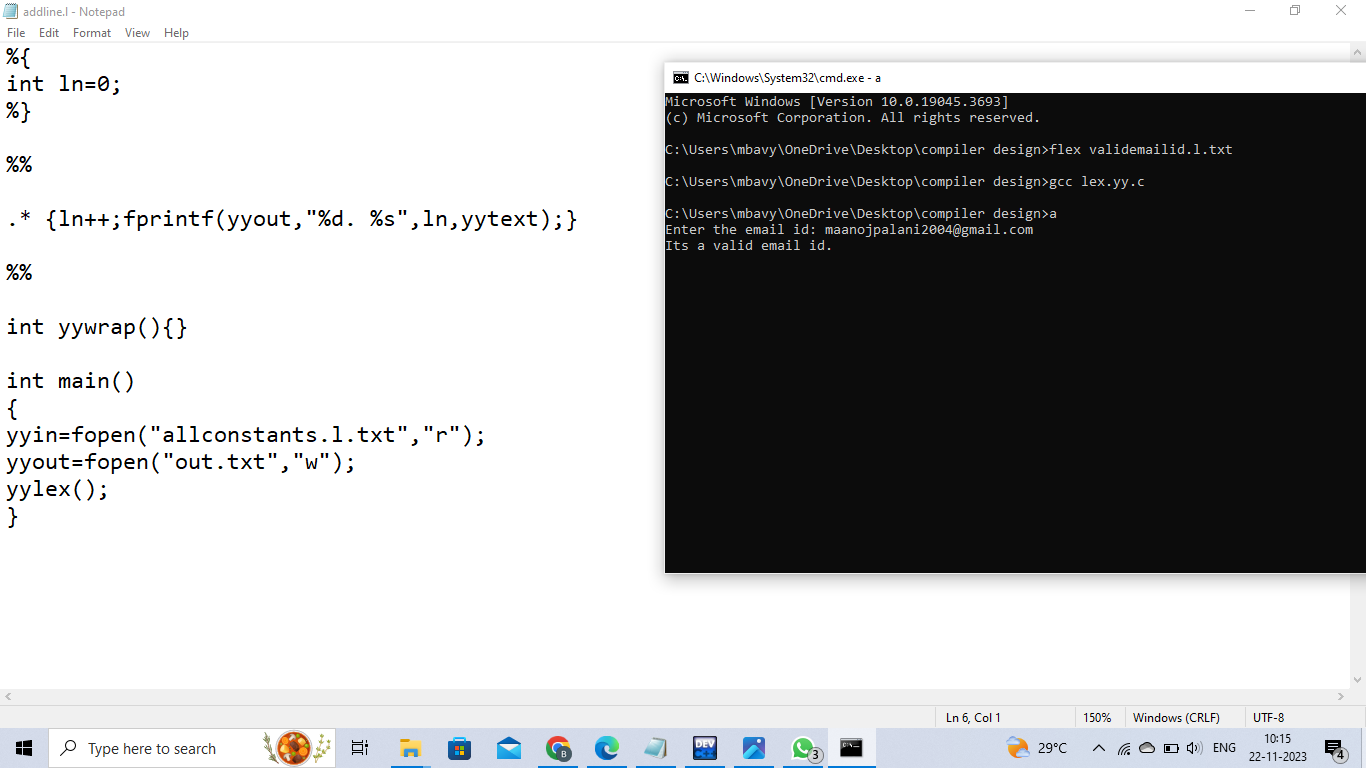 addline.l - Notepad
File Edit Format View Help
%{
int ln=0;
%}
%%
.* {ln++;fprintf(yyout,"%d. %s",ln,yytext);}
%%
int yywrap(){}
int main()
{
yyin=fopen("allconstants.l.txt","r");
yyout=fopen("out.txt","w");
yylex();
}
C:\Windows\System32\cmd.exe - a
Microsoft Windows [Version 10.0.19045.3693]
(c) Microsoft Corporation. All rights reserved.
C:\Users\mbavy\OneDrive\Desktop\compiler design>flex validemailid.l.txt
C:\Users\mbavy\OneDrive\Desktop\compiler design>gcc lex.yy.c
C:\Users\mbavy\OneDrive\Desktop\compiler design>a
Enter the email id: maanojpalani2004@gmail.com
Its a valid email id.
Ln 6, Col 1 150% Windows (CRLF) UTF-8
Type here to search B DEV 3 29°C ENG 10:15 4
22-11-2023